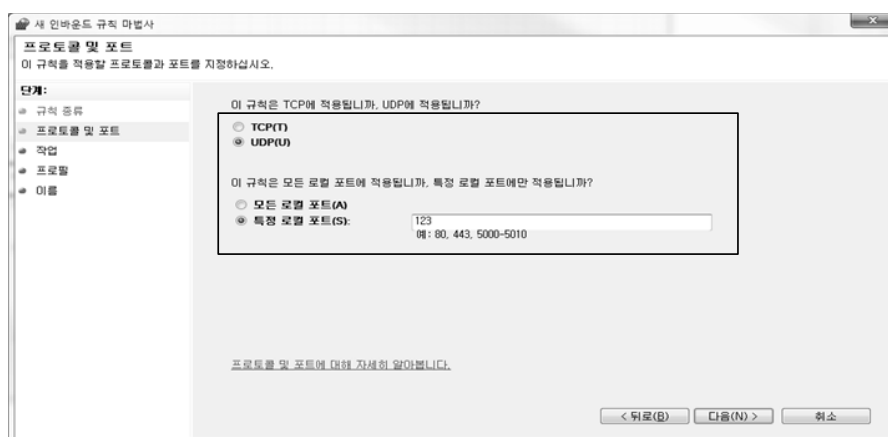 새 인바운드 규칙 마법사
프로토콜 및 포트
이 규칙을 적용할 프로토콜과 포트를 지정하십시오.
단계:
규칙 종류
프로토콜 및 포트
작업
프로필
이름
이 규칙은 TCP에 적용됩니까, UDP에 적용됩니까?
TCP(T)
UDP(U)
이 규칙은 모든 로컬 포트에 적용됩니까, 특정 로컬 포트에만 적용됩니까?
모든 로컬 포트(A)
특정 로컬 포트(S): 123
예: 80, 443, 5000-5010
프로토콜 및 포트에 대해 자세히 알아봅니다.
< 뒤로(B) 다음(N) > 취소